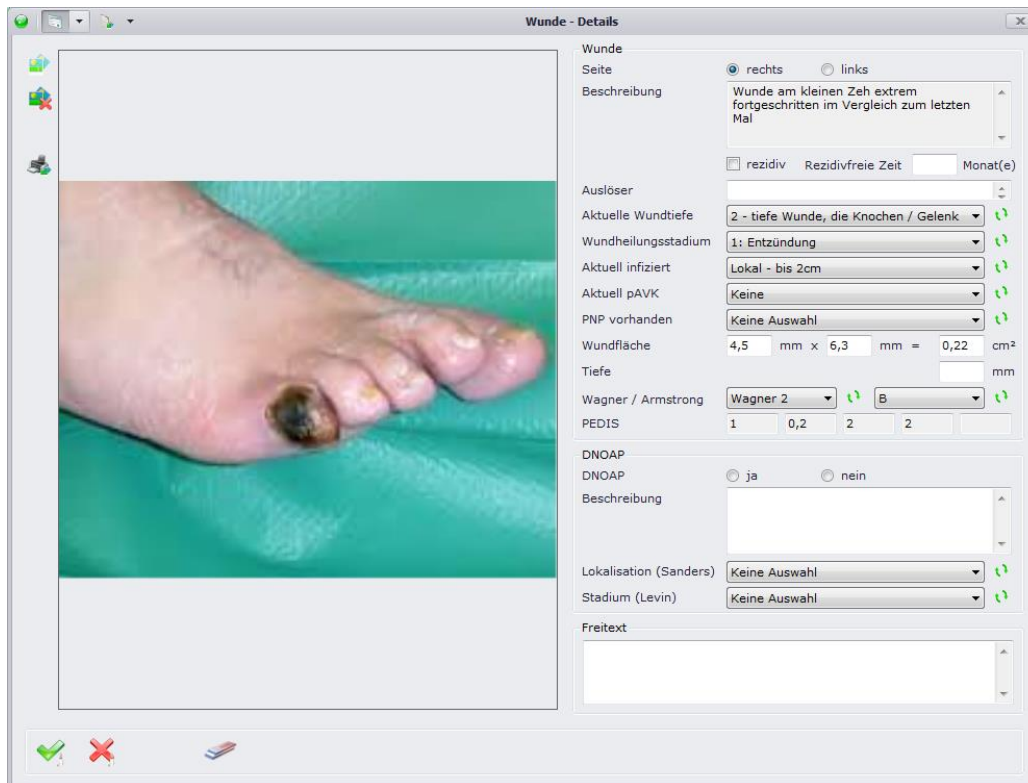 Wunde - Details
Wunde
Seite rechts links
Beschreibung Wunde am kleinen Zeh extrem
fortgeschritten im Vergleich zum letzten
Mal
rezidiv Rezidivfreie Zeit Monat(e)
Auslöser
Aktuelle Wundtiefe 2 - tiefe Wunde, die Knochen / Gelenk
Wundheilungsstadium 1: Entzündung
Aktuell infiziert Lokal - bis 2cm
Aktuell pAVK Keine
PNP vorhanden Keine Auswahl
Wundfläche 4,5 mm x 6,3 mm = 0,22 cm²
Tiefe mm
Wagner / Armstrong Wagner 2 B
PEDIS 1 0,2 2 2
DNOAP
DNOAP ja nein
Beschreibung
Lokalisation (Sanders) Keine Auswahl
Stadium (Levin) Keine Auswahl
Freitext